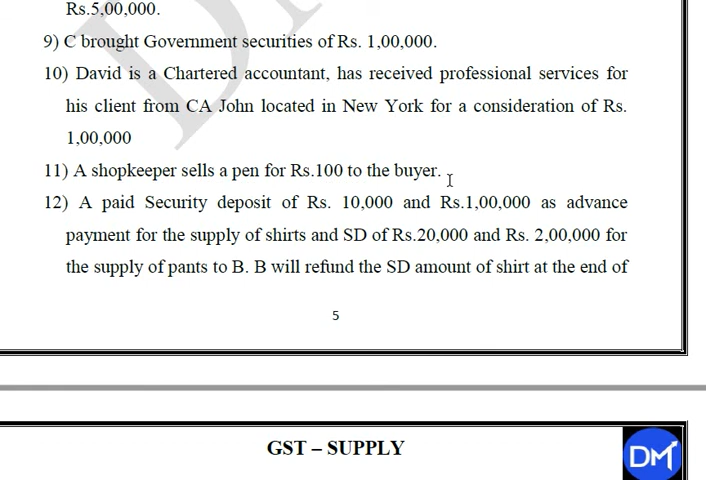 Rs.5,00,000.
9) C brought Government securities of Rs. 1,00,000.
10) David is a Chartered accountant, has received professional services for
his client from CA John located in New York for a consideration of Rs.
1,00,000
11) A shopkeeper sells a pen for Rs.100 to the buyer.
12) A paid Security deposit of Rs. 10,000 and Rs.1,00,000 as advance
payment for the supply of shirts and SD of Rs.20,000 and Rs. 2,00,000 for
the supply of pants to B. B will refund the SD amount of shirt at the end of
5
GST – SUPPLY
DM